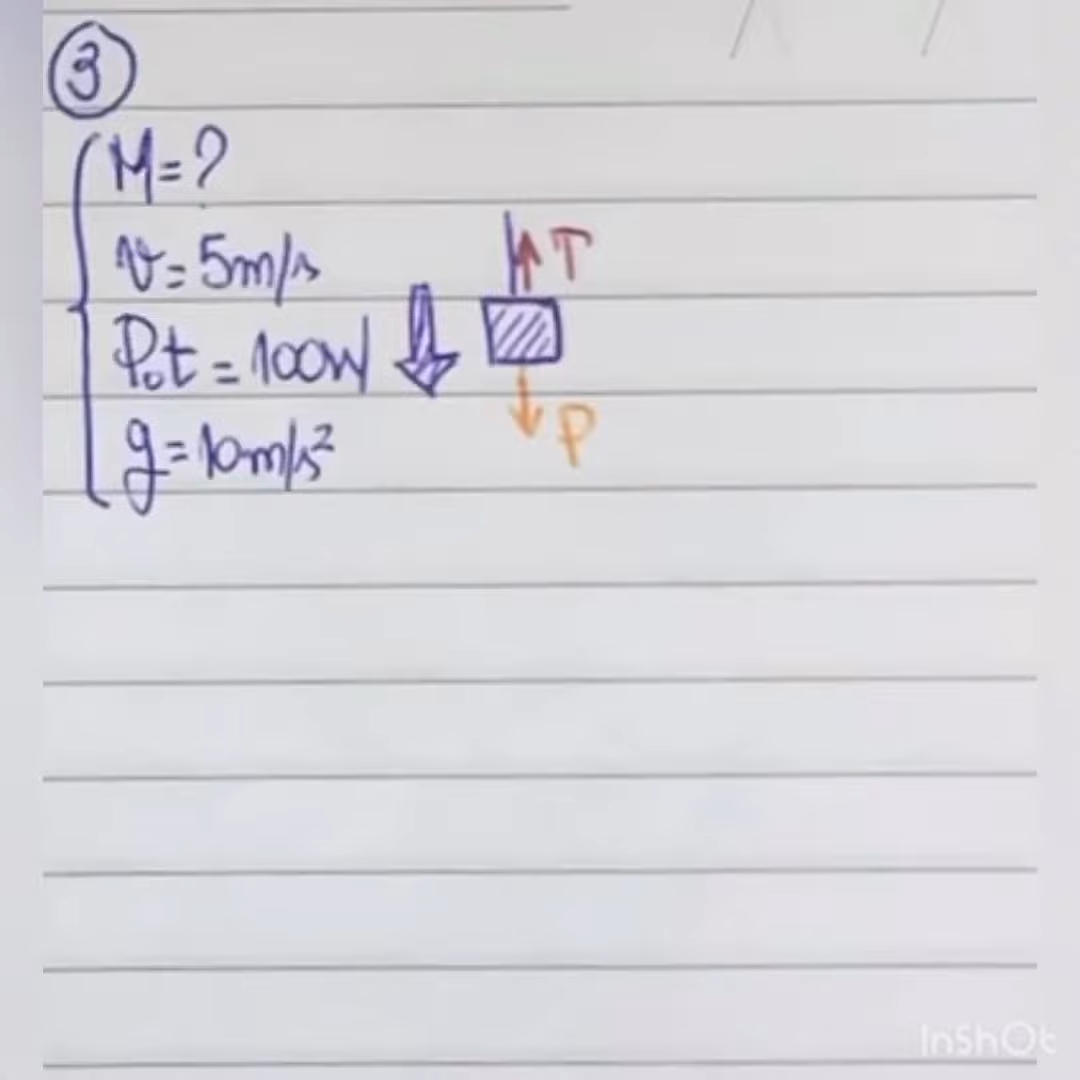 3
M = ?
v = 5m/s
T
Pot = 100W
g = 10m/s²
P
InShOt